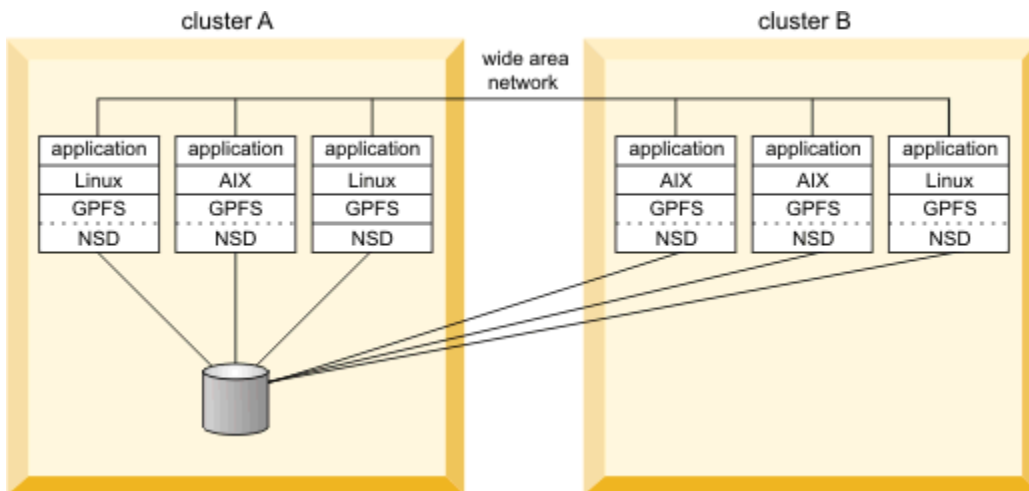 cluster A
cluster B
wide area
network
application
application
application
application
application
application
Linux
AIX
Linux
AIX
AIX
Linux
GPFS
GPFS
GPFS
GPFS
GPFS
GPFS
NSD
NSD
NSD
NSD
NSD
NSD